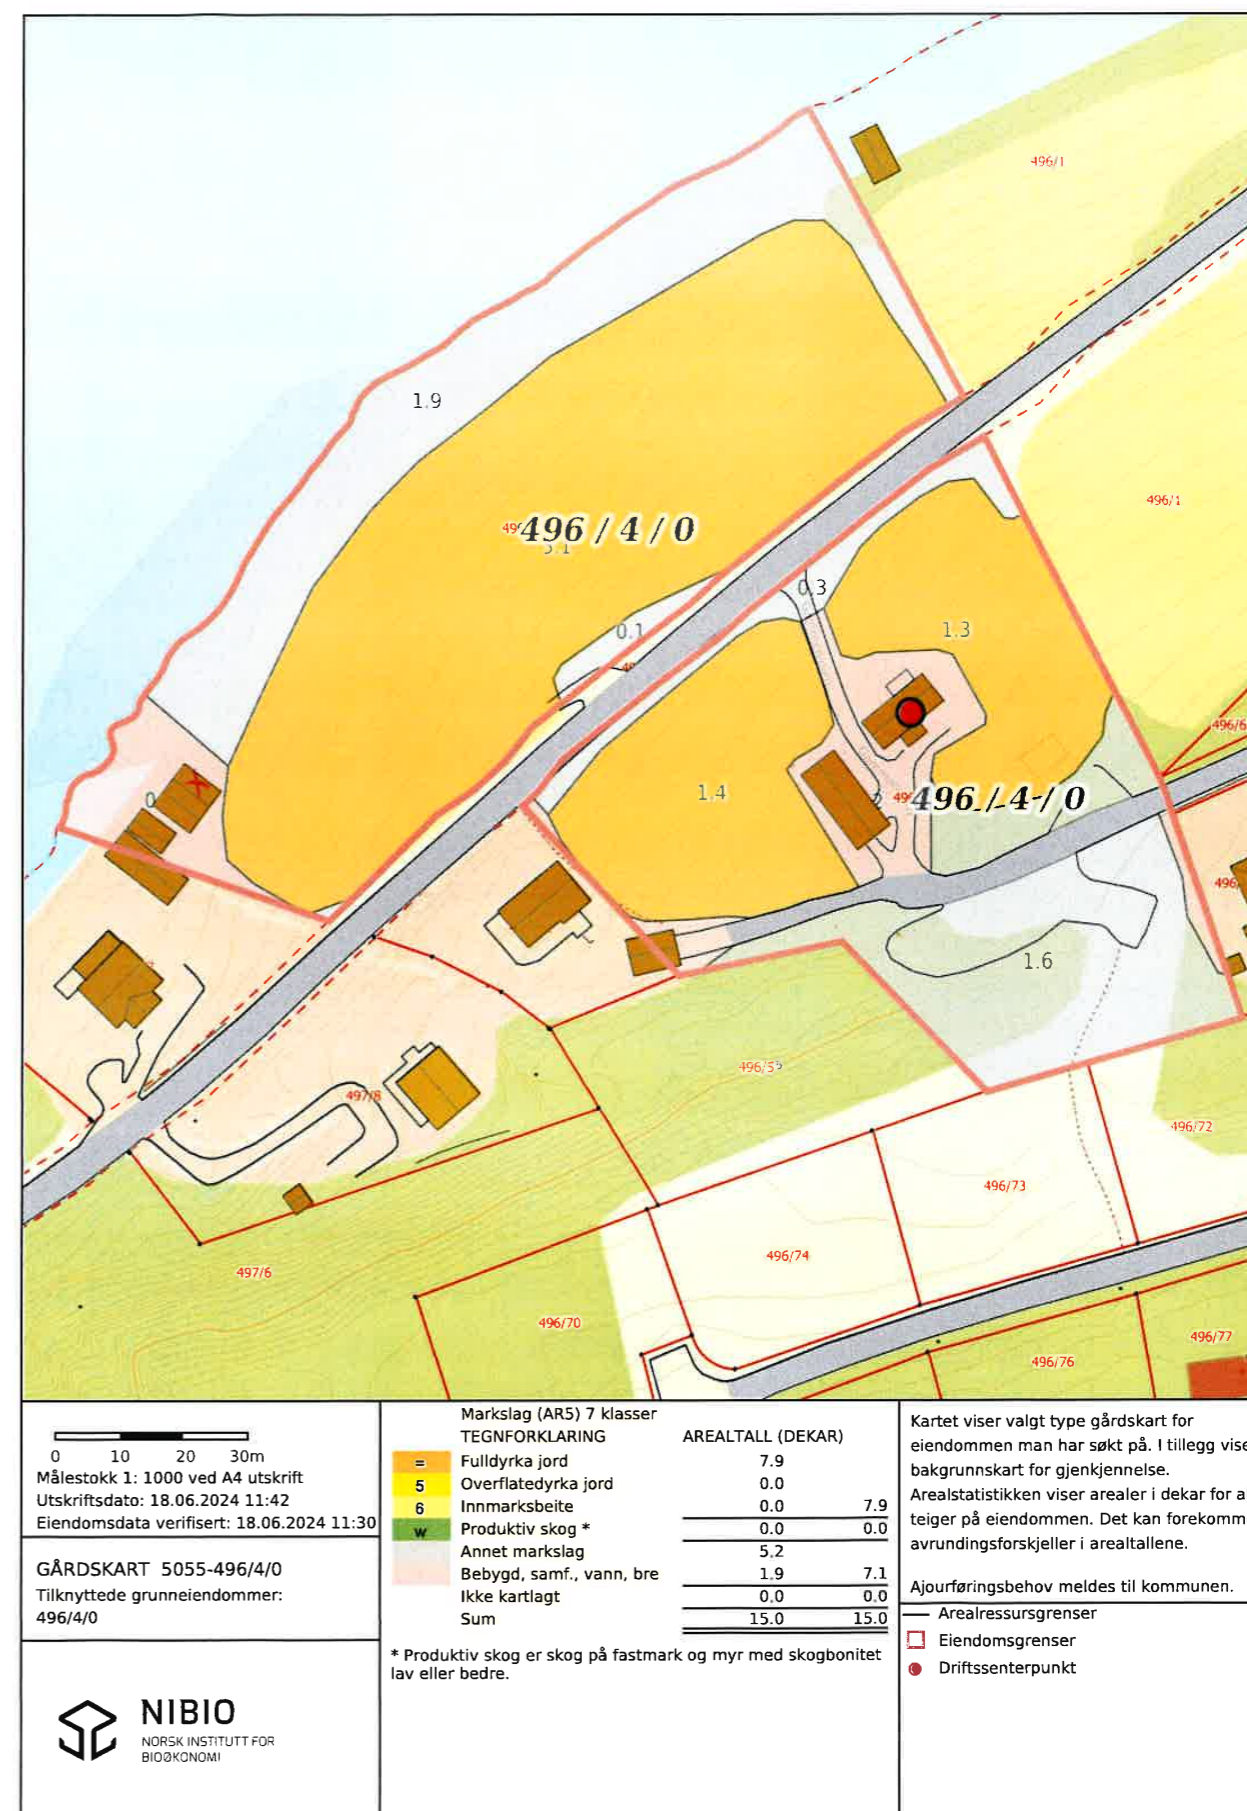 496/1
1.9
496/1
496 / 4 / 0
5.1
0.3
0.1
1.3
496/6
1.4
496 / 4 / 0
0
1.6
496/5
497/8
496/72
496/73
496/74
497/6
496/70
496/77
496/76
0 10 20 30m
Målestokk 1: 1000 ved A4 utskrift
Utskriftsdato: 18.06.2024 11:42
Eiendomsdata verifisert: 18.06.2024 11:30
GÅRDSKART 5055-496/4/0
Tilknyttede grunneiendommer:
496/4/0
NIBIO
NORSK INSTITUTT FOR
BIOØKONOMI
Markslag (AR5) 7 klasser
TEGNFORKLARING AREALTALL (DEKAR)
= Fulldyrka jord 7.9
5 Overflatedyrka jord 0.0
6 Innmarksbeite 0.0 7.9
w Produktiv skog * 0.0 0.0
Annet markslag 5.2
Bebygd, samf., vann, bre 1.9 7.1
Ikke kartlagt 0.0 0.0
Sum 15.0 15.0
* Produktiv skog er skog på fastmark og myr med skogbonitet
lav eller bedre.
Kartet viser valgt type gårdskart for
eiendommen man har søkt på. I tillegg vise
bakgrunnskart for gjenkjennelse.
Arealstatistikken viser arealer i dekar for a
teiger på eiendommen. Det kan forekomm
avrundingsforskjeller i arealtallene.
Ajourføringsbehov meldes til kommunen.
Arealressursgrenser
Eiendomsgrenser
Driftssenterpunkt